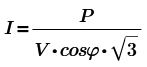 I = P / (V • cosφ • √3)